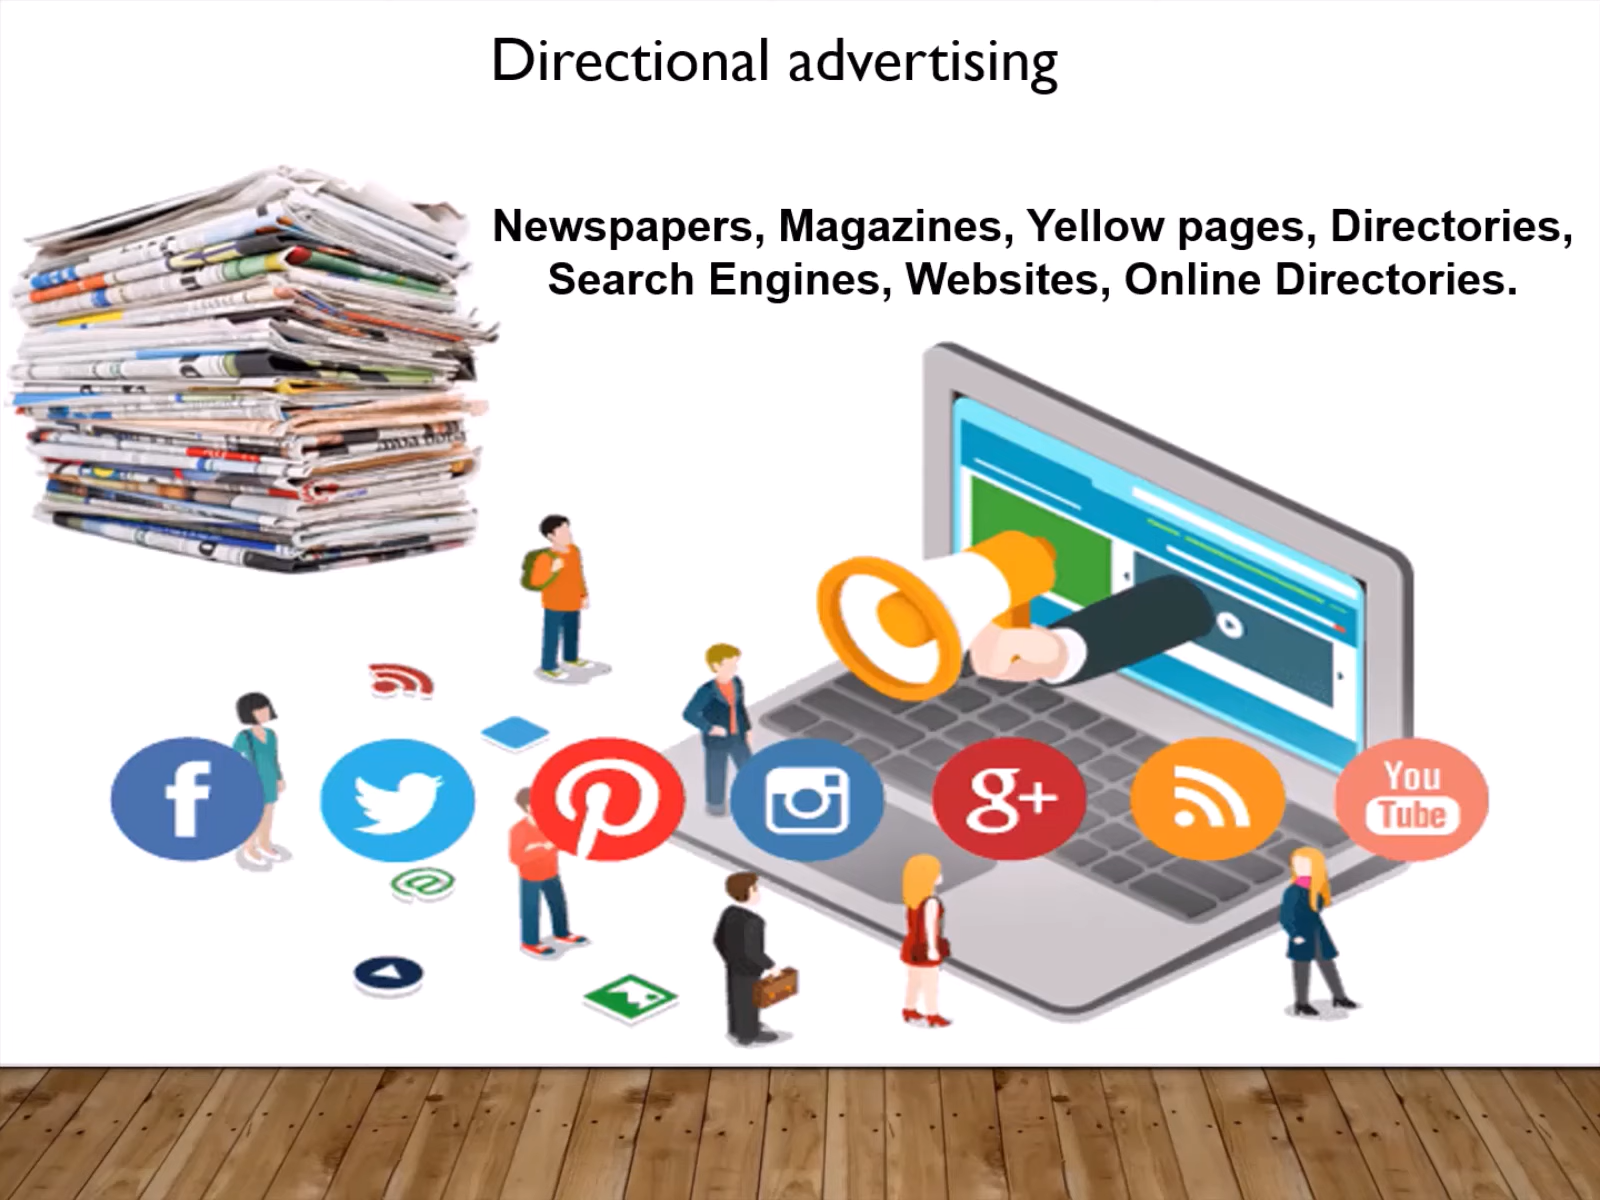 Directional advertising
Newspapers, Magazines, Yellow pages, Directories,
Search Engines, Websites, Online Directories.
f
g+
You
Tube
@